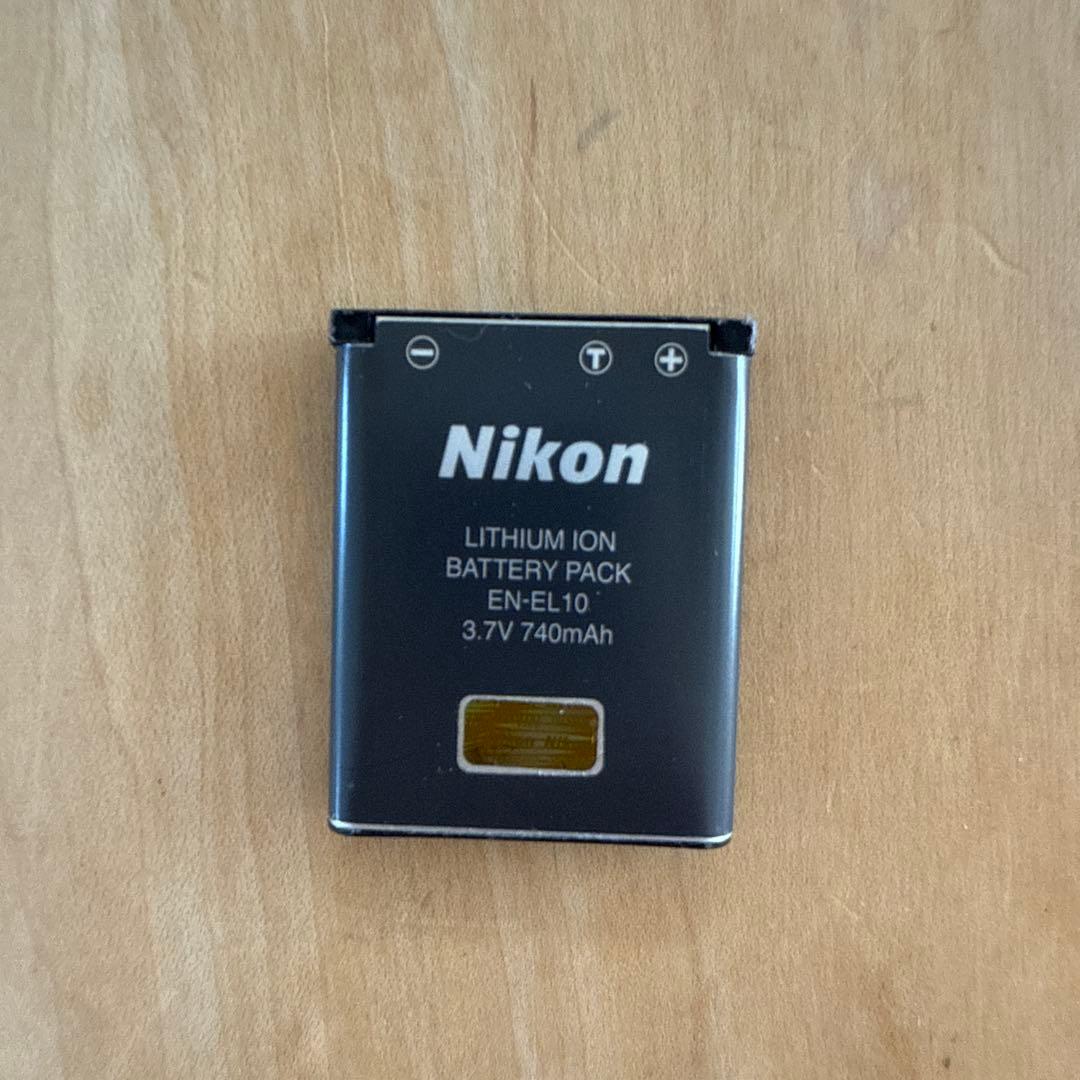 − T +
Nikon
LITHIUM ION
BATTERY PACK
EN-EL10
3.7V 740mAh